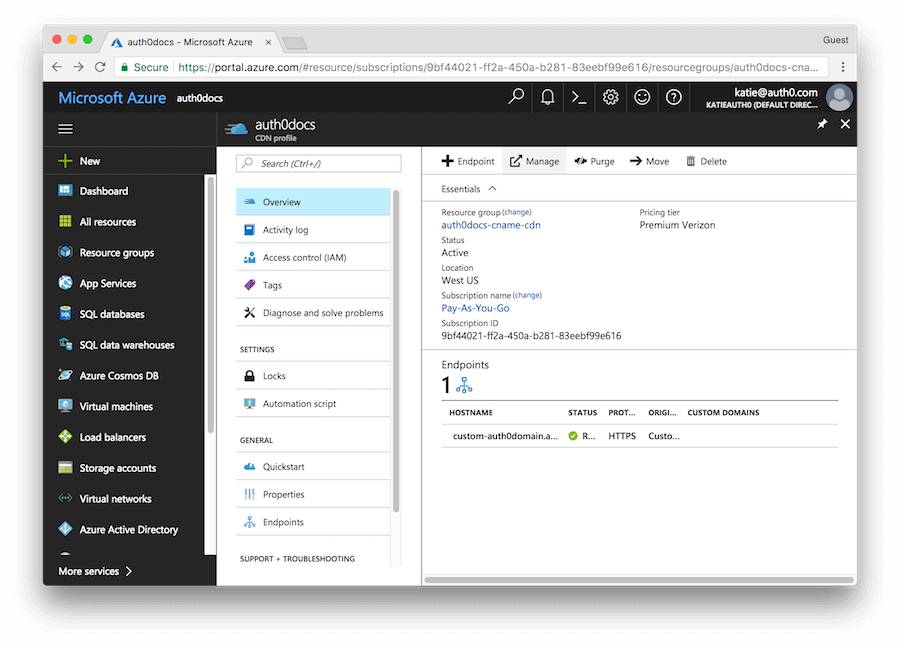 auth0docs - Microsoft Azure
Guest
Secure https://portal.azure.com/#resource/subscriptions/9bf44021-ff2a-450a-b281-83eebf99e616/resourcegroups/auth0docs-cna...
Microsoft Azure auth0docs
katie@auth0.com
KATIEAUTH0 (DEFAULT DIREC...
auth0docs
CDN profile
New
Dashboard
All resources
Resource groups
App Services
SQL databases
SQL data warehouses
Azure Cosmos DB
Virtual machines
Load balancers
Storage accounts
Virtual networks
Azure Active Directory
More services
Search (Ctrl+/)
Overview
Activity log
Access control (IAM)
Tags
Diagnose and solve problems
SETTINGS
Locks
Automation script
GENERAL
Quickstart
Properties
Endpoints
SUPPORT + TROUBLESHOOTING
Endpoint Manage Purge Move Delete
Essentials
Resource group (change)
auth0docs-cname-cdn
Status
Active
Location
West US
Subscription name (change)
Pay-As-You-Go
Subscription ID
9bf44021-ff2a-450a-b281-83eebf99e616
Pricing tier
Premium Verizon
Endpoints
1
HOSTNAME STATUS PROT... ORIGI... CUSTOM DOMAINS
custom-auth0domain.a... R... HTTPS Custo...